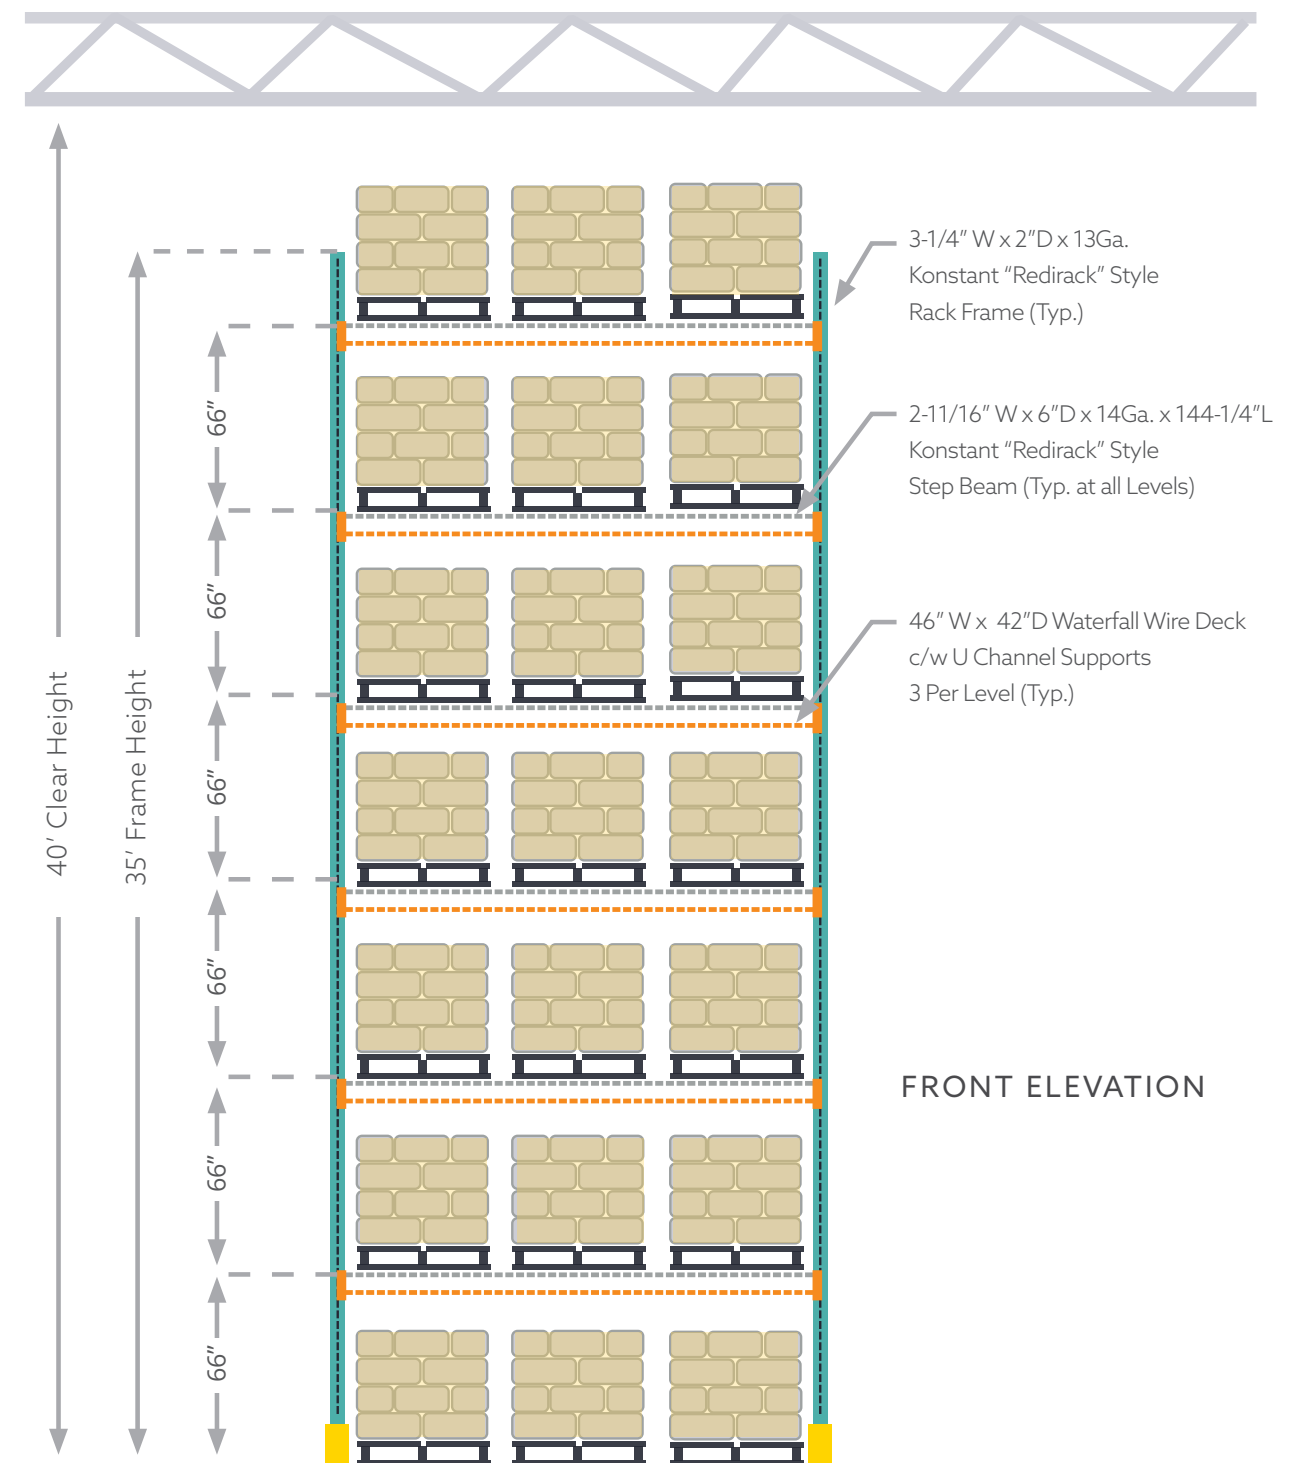 3-1/4” W x 2”D x 13Ga.
Konstant “Redirack” Style
Rack Frame (Typ.)
2-11/16” W x 6”D x 14Ga. x 144-1/4”L
Konstant “Redirack” Style
Step Beam (Typ. at all Levels)
46” W x 42”D Waterfall Wire Deck
c/w U Channel Supports
3 Per Level (Typ.)
40’ Clear Height
35’ Frame Height
66”
66”
66”
66”
66”
66”
FRONT ELEVATION